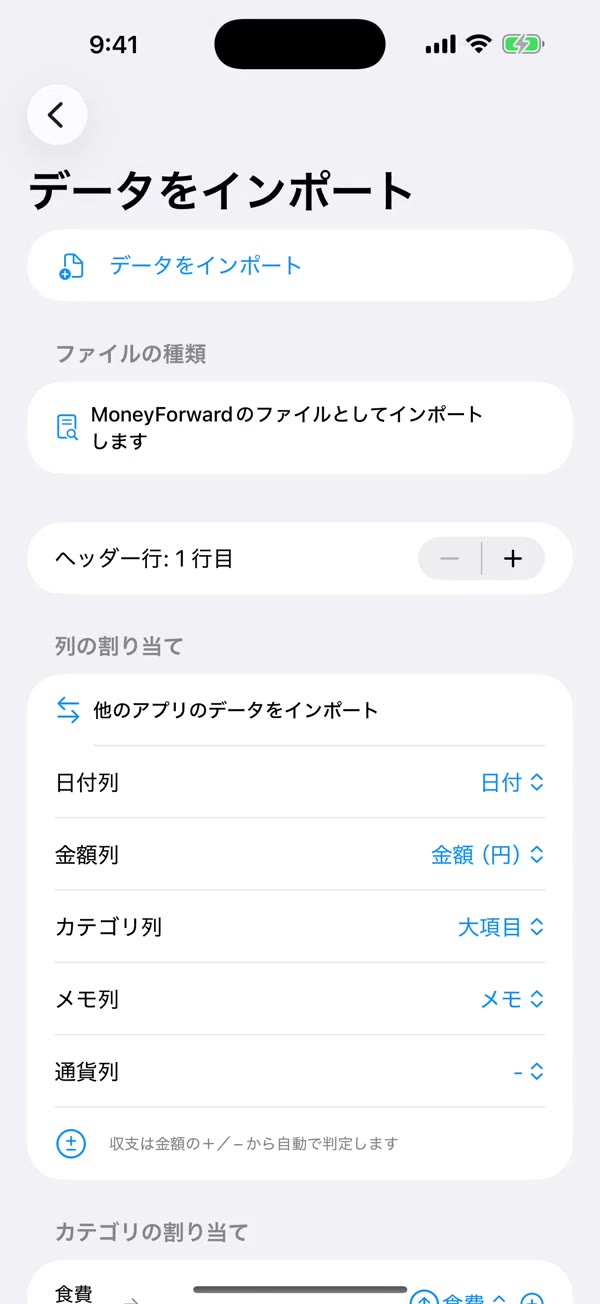 9:41
データをインポート
データをインポート
ファイルの種類
MoneyForwardのファイルとしてインポート
します
ヘッダー行: 1 行目
列の割り当て
他のアプリのデータをインポート
日付列 日付
金額列 金額（円）
カテゴリ列 大項目
メモ列 メモ
通貨列 -
収支は金額の＋／−から自動で判定します
カテゴリの割り当て
食費 → 食費